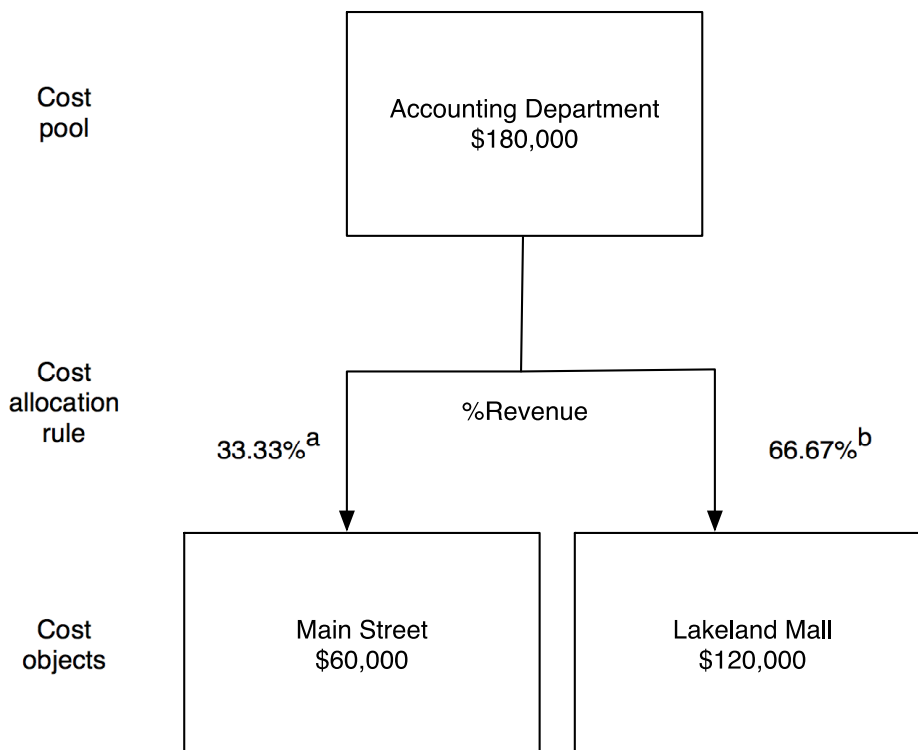 Cost
pool
Accounting Department
$180,000
Cost
allocation
rule
%Revenue
33.33%a
66.67%b
Cost
objects
Main Street
$60,000
Lakeland Mall
$120,000